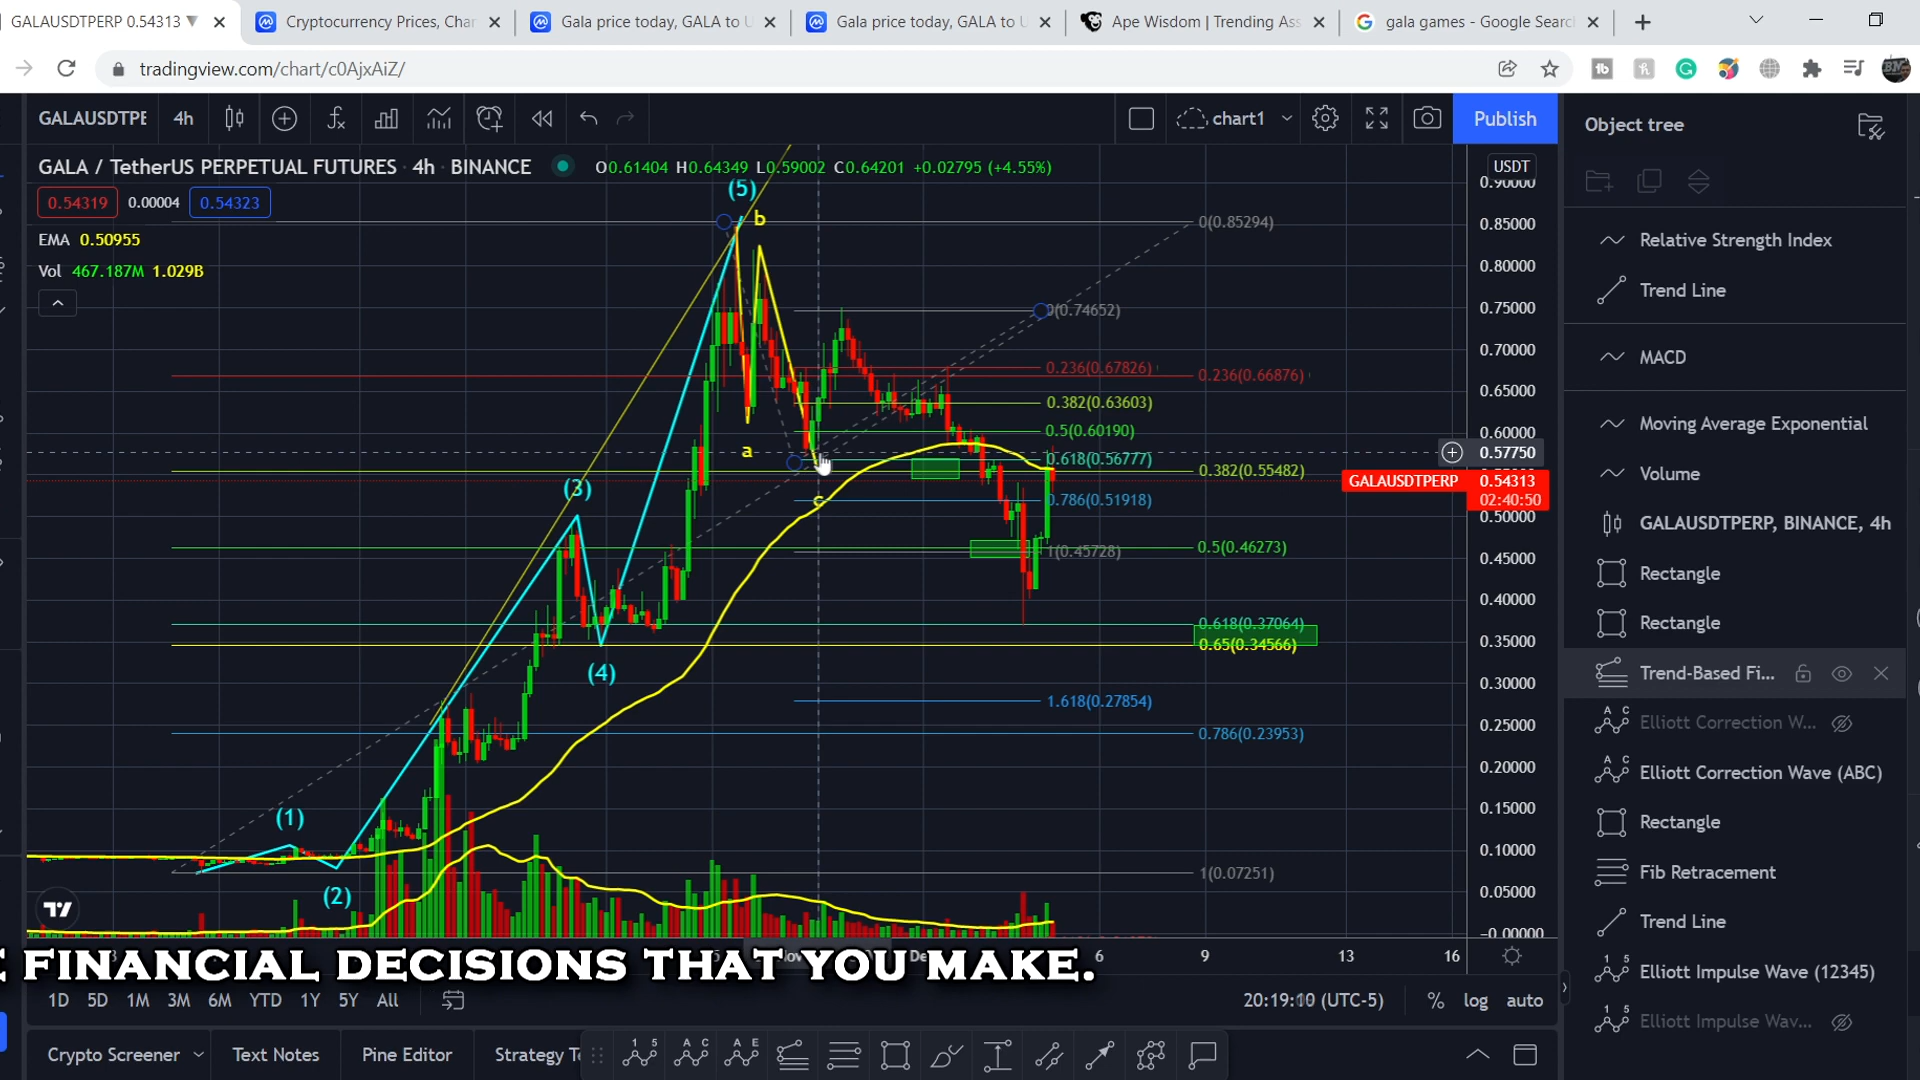 GALAUSDTPERP 0.54313
Cryptocurrency Prices, Char
Gala price today, GALA to U
Gala price today, GALA to U
Ape Wisdom | Trending Ass
gala games - Google Search
tradingview.com/chart/c0AjxAiZ/
GALAUSDTPE
4h
chart1
Publish
Object tree
GALA / TetherUS PERPETUAL FUTURES · 4h · BINANCE
O0.61404 H0.64349 L0.59002 C0.64201 +0.02795 (+4.55%)
0.54319 0.00004 0.54323
EMA 0.50955
Vol 467.187M 1.029B
USDT
0.90000
0.85000
0.80000
0.75000
0.70000
0.65000
0.60000
0.57750
GALAUSDTPERP 0.54313
02:40:50
0.50000
0.45000
0.40000
0.35000
0.30000
0.25000
0.20000
0.15000
0.10000
0.05000
-0.00000
(5)
b
a
c
(3)
(4)
(1)
(2)
0(0.85294)
0(0.74652)
0.236(0.67826)
0.236(0.66876)
0.382(0.63603)
0.5(0.60190)
0.618(0.56777)
0.382(0.55482)
0.786(0.51918)
0.5(0.46273)
1(0.45728)
0.618(0.37064)
0.65(0.34566)
1.618(0.27854)
0.786(0.23953)
1(0.07251)
Relative Strength Index
Trend Line
MACD
Moving Average Exponential
Volume
GALAUSDTPERP, BINANCE, 4h
Rectangle
Rectangle
Trend-Based Fi...
Elliott Correction W...
Elliott Correction Wave (ABC)
Rectangle
Fib Retracement
Trend Line
Elliott Impulse Wave (12345)
Elliott Impulse Wav...
6 9 13 16
FINANCIAL DECISIONS THAT YOU MAKE.
1D 5D 1M 3M 6M YTD 1Y 5Y All
20:19:10 (UTC-5) % log auto
Crypto Screener Text Notes Pine Editor Strategy Te